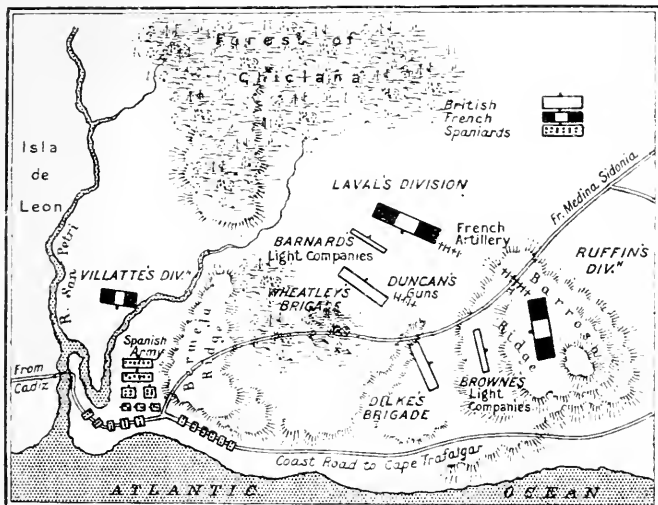 Forest of
Chiclana
British
French
Spaniards
Isla
de
Leon
R. San Petri
LAVAL'S DIVISION
Fr. Medina Sidonia
French
Artillery
BARNARDS
Light Companies
RUFFIN'S
DIV.N
VILLATTE'S DIV.N
DUNCAN'S
Guns
WHEATLEY'S
BRIGADE
Barrosa
Ridge
Spanish
Army
Bermeja
Ridge
From
Cadiz
DILKE'S
BRIGADE
BROWNE'S
Light
Companies
Coast Road to Cape Trafalgar
ATLANTIC OCEAN